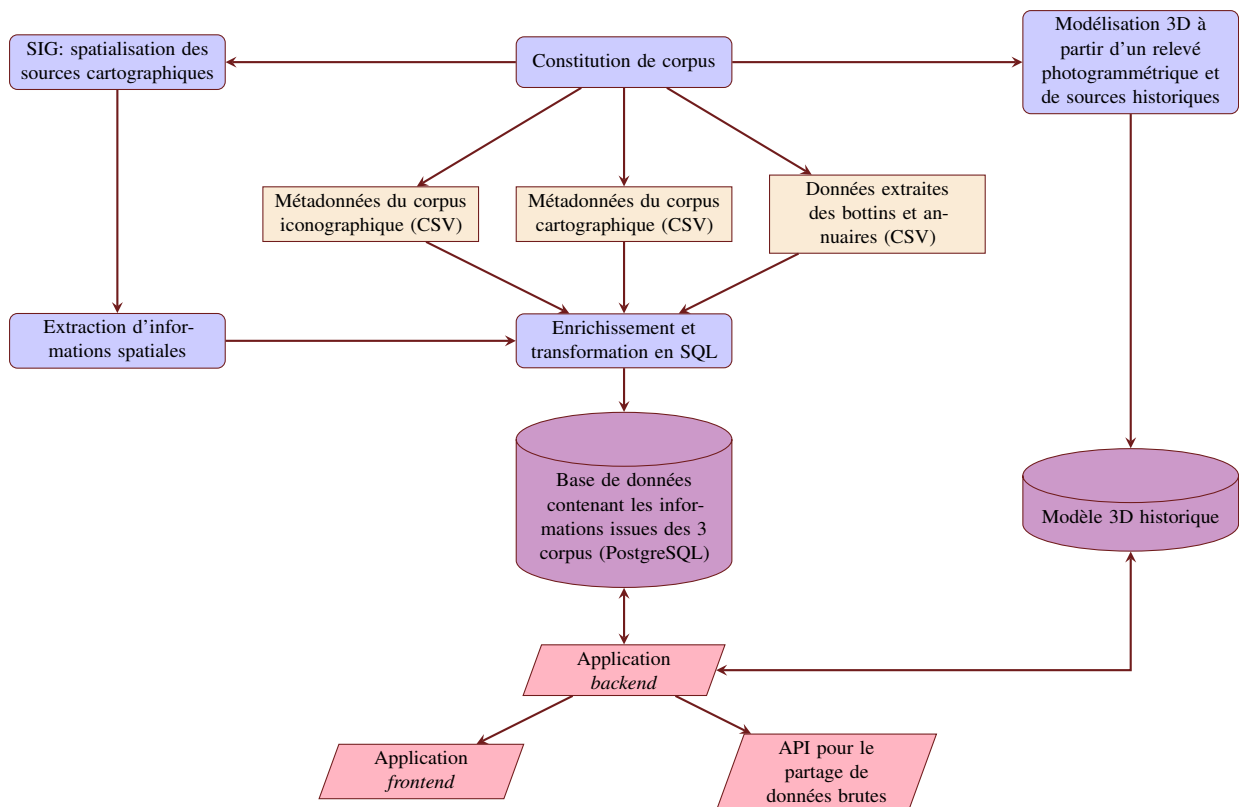 SIG: spatialisation des
sources cartographiques
Constitution de corpus
Modélisation 3D à
partir d'un relevé
photogrammétrique et
de sources historiques
Métadonnées du corpus
iconographique (CSV)
Métadonnées du corpus
cartographique (CSV)
Données extraites
des bottins et an-
nuaires (CSV)
Extraction d'infor-
mations spatiales
Enrichissement et
transformation en SQL
Base de données
contenant les infor-
mations issues des 3
corpus (PostgreSQL)
Modèle 3D historique
Application
backend
Application
frontend
API pour le
partage de
données brutes